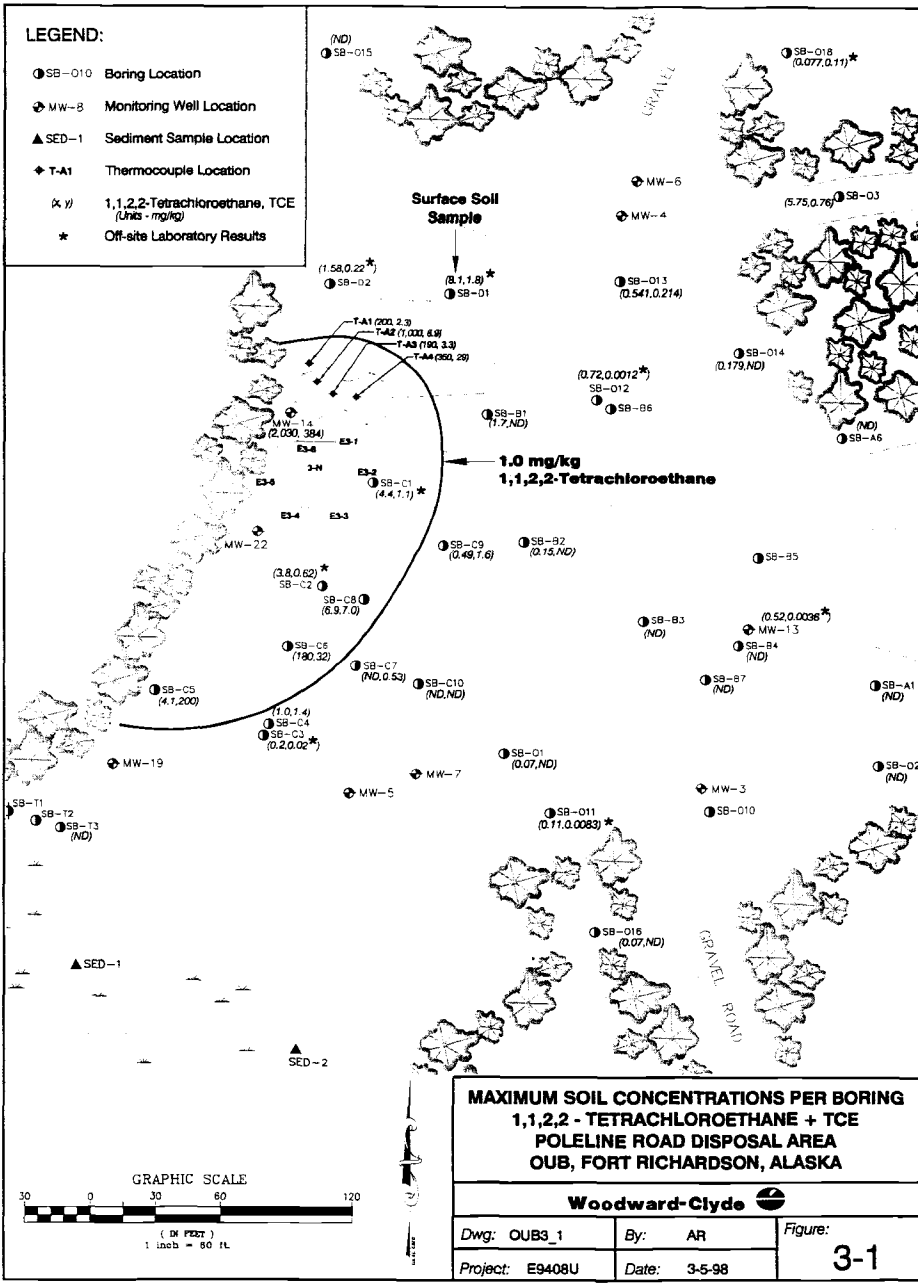 LEGEND:
SB-010 Boring Location
MW-8 Monitoring Well Location
SED-1 Sediment Sample Location
T-A1 Thermocouple Location
(x, y) 1,1,2,2-Tetrachloroethane, TCE
(Units - mg/kg)
* Off-site Laboratory Results
(ND)
SB-015
GRAVEL
SB-018
(0.077,0.11)*
MW-6
MW-4
SB-03
(5.75,0.76)
Surface Soil
Sample
(1.58,0.22*)
SB-02
(8.1,1.8)*
SB-01
SB-013
(0.541,0.214)
T-A1 (200, 2.3)
T-A2 (1,000, 6.9)
T-A3 (190, 3.3)
T-A4 (350, 29)
SB-014
(0.179,ND)
(0.72,0.0012*)
SB-012
SB-B6
MW-14
(2,030, 384)
SB-B1
(1.7,ND)
(ND)
SB-A6
E3-1
E3-6
3-N
E3-2
E3-5
SB-C1
(4.4,1.1)*
1.0 mg/kg
1,1,2,2-Tetrachloroethane
E3-4
E3-3
MW-22
SB-C9
(0.49,1.6)
SB-B2
(0.15,ND)
SB-B5
(3.8,0.62)*
SB-C2
SB-C8
(6.9,7.0)
SB-B3
(ND)
(0.52,0.0036*)
MW-13
SB-B4
(ND)
SB-C6
(180,32)
SB-C7
(ND,0.53)
SB-C10
(ND,ND)
SB-B7
(ND)
SB-A1
(ND)
SB-C5
(4.1,200)
(1.0,1.4)
SB-C4
SB-C3
(0.2,0.02*)
MW-19
SB-01
(0.07,ND)
SB-02
(ND)
MW-7
MW-5
MW-3
SB-010
SB-T1
SB-T2
SB-T3
(ND)
SB-011
(0.11,0.0083)*
SB-016
(0.07,ND)
GRAVEL ROAD
SED-1
SED-2
GRAPHIC SCALE
30 0 30 60 120
( IN FEET )
1 inch = 60 ft.
MAXIMUM SOIL CONCENTRATIONS PER BORING
1,1,2,2 - TETRACHLOROETHANE + TCE
POLELINE ROAD DISPOSAL AREA
OUB, FORT RICHARDSON, ALASKA
Woodward-Clyde
Dwg: OUB3_1 By: AR Figure:
3-1
Project: E9408U Date: 3-5-98